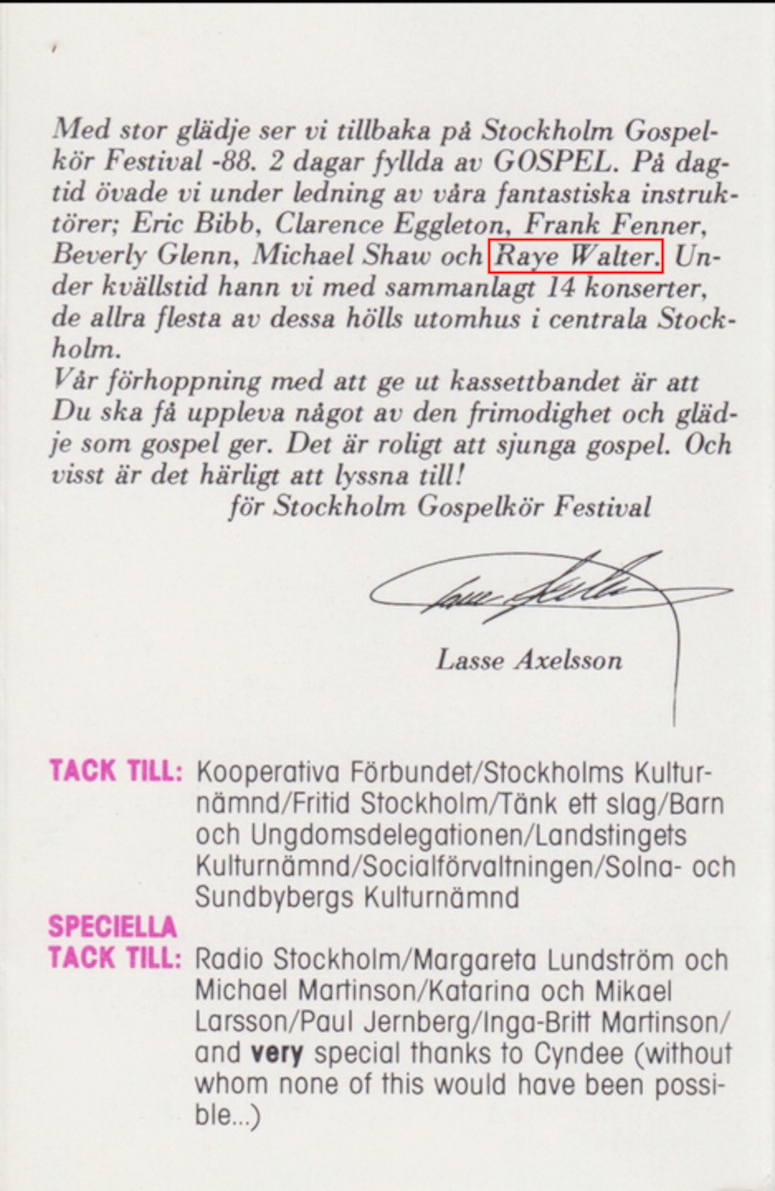 Med stor glädje ser vi tillbaka på Stockholm Gospel-
kör Festival -88. 2 dagar fyllda av GOSPEL. På dag-
tid övade vi under ledning av våra fantastiska instruk-
törer; Eric Bibb, Clarence Eggleton, Frank Fenner,
Beverly Glenn, Michael Shaw och Raye Walter. Un-
der kvällstid hann vi med sammanlagt 14 konserter,
de allra flesta av dessa hölls utomhus i centrala Stock-
holm.
Vår förhoppning med att ge ut kassettbandet är att
Du ska få uppleva något av den frimodighet och gläd-
je som gospel ger. Det är roligt att sjunga gospel. Och
visst är det härligt att lyssna till!
för Stockholm Gospelkör Festival
Lasse Axelsson
TACK TILL: Kooperativa Förbundet/Stockholms Kultur-
nämnd/Fritid Stockholm/Tänk ett slag/Barn
och Ungdomsdelegationen/Landstingets
Kulturnämnd/Socialförvaltningen/Solna- och
Sundbybergs Kulturnämnd
SPECIELLA
TACK TILL: Radio Stockholm/Margareta Lundström och
Michael Martinson/Katarina och Mikael
Larsson/Paul Jernberg/Inga-Britt Martinson/
and very special thanks to Cyndee (without
whom none of this would have been possi-
ble...)